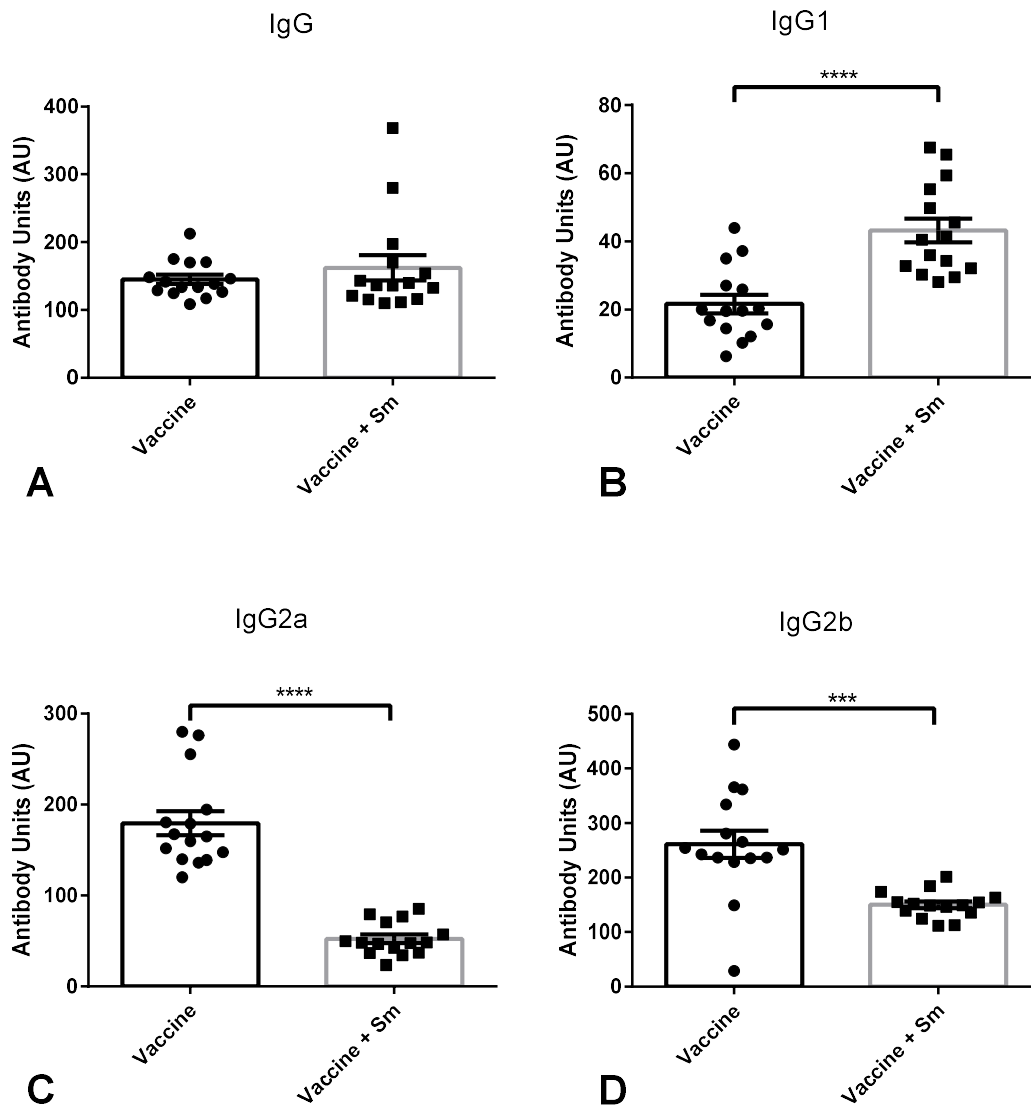 IgG
Antibody Units (AU)
400
300
200
100
0
Vaccine
Vaccine + Sm
A
IgG1
****
Antibody Units (AU)
80
60
40
20
0
Vaccine
Vaccine + Sm
B
IgG2a
****
Antibody Units (AU)
300
200
100
0
Vaccine
Vaccine + Sm
C
IgG2b
***
Antibody Units (AU)
500
400
300
200
100
0
Vaccine
Vaccine + Sm
D